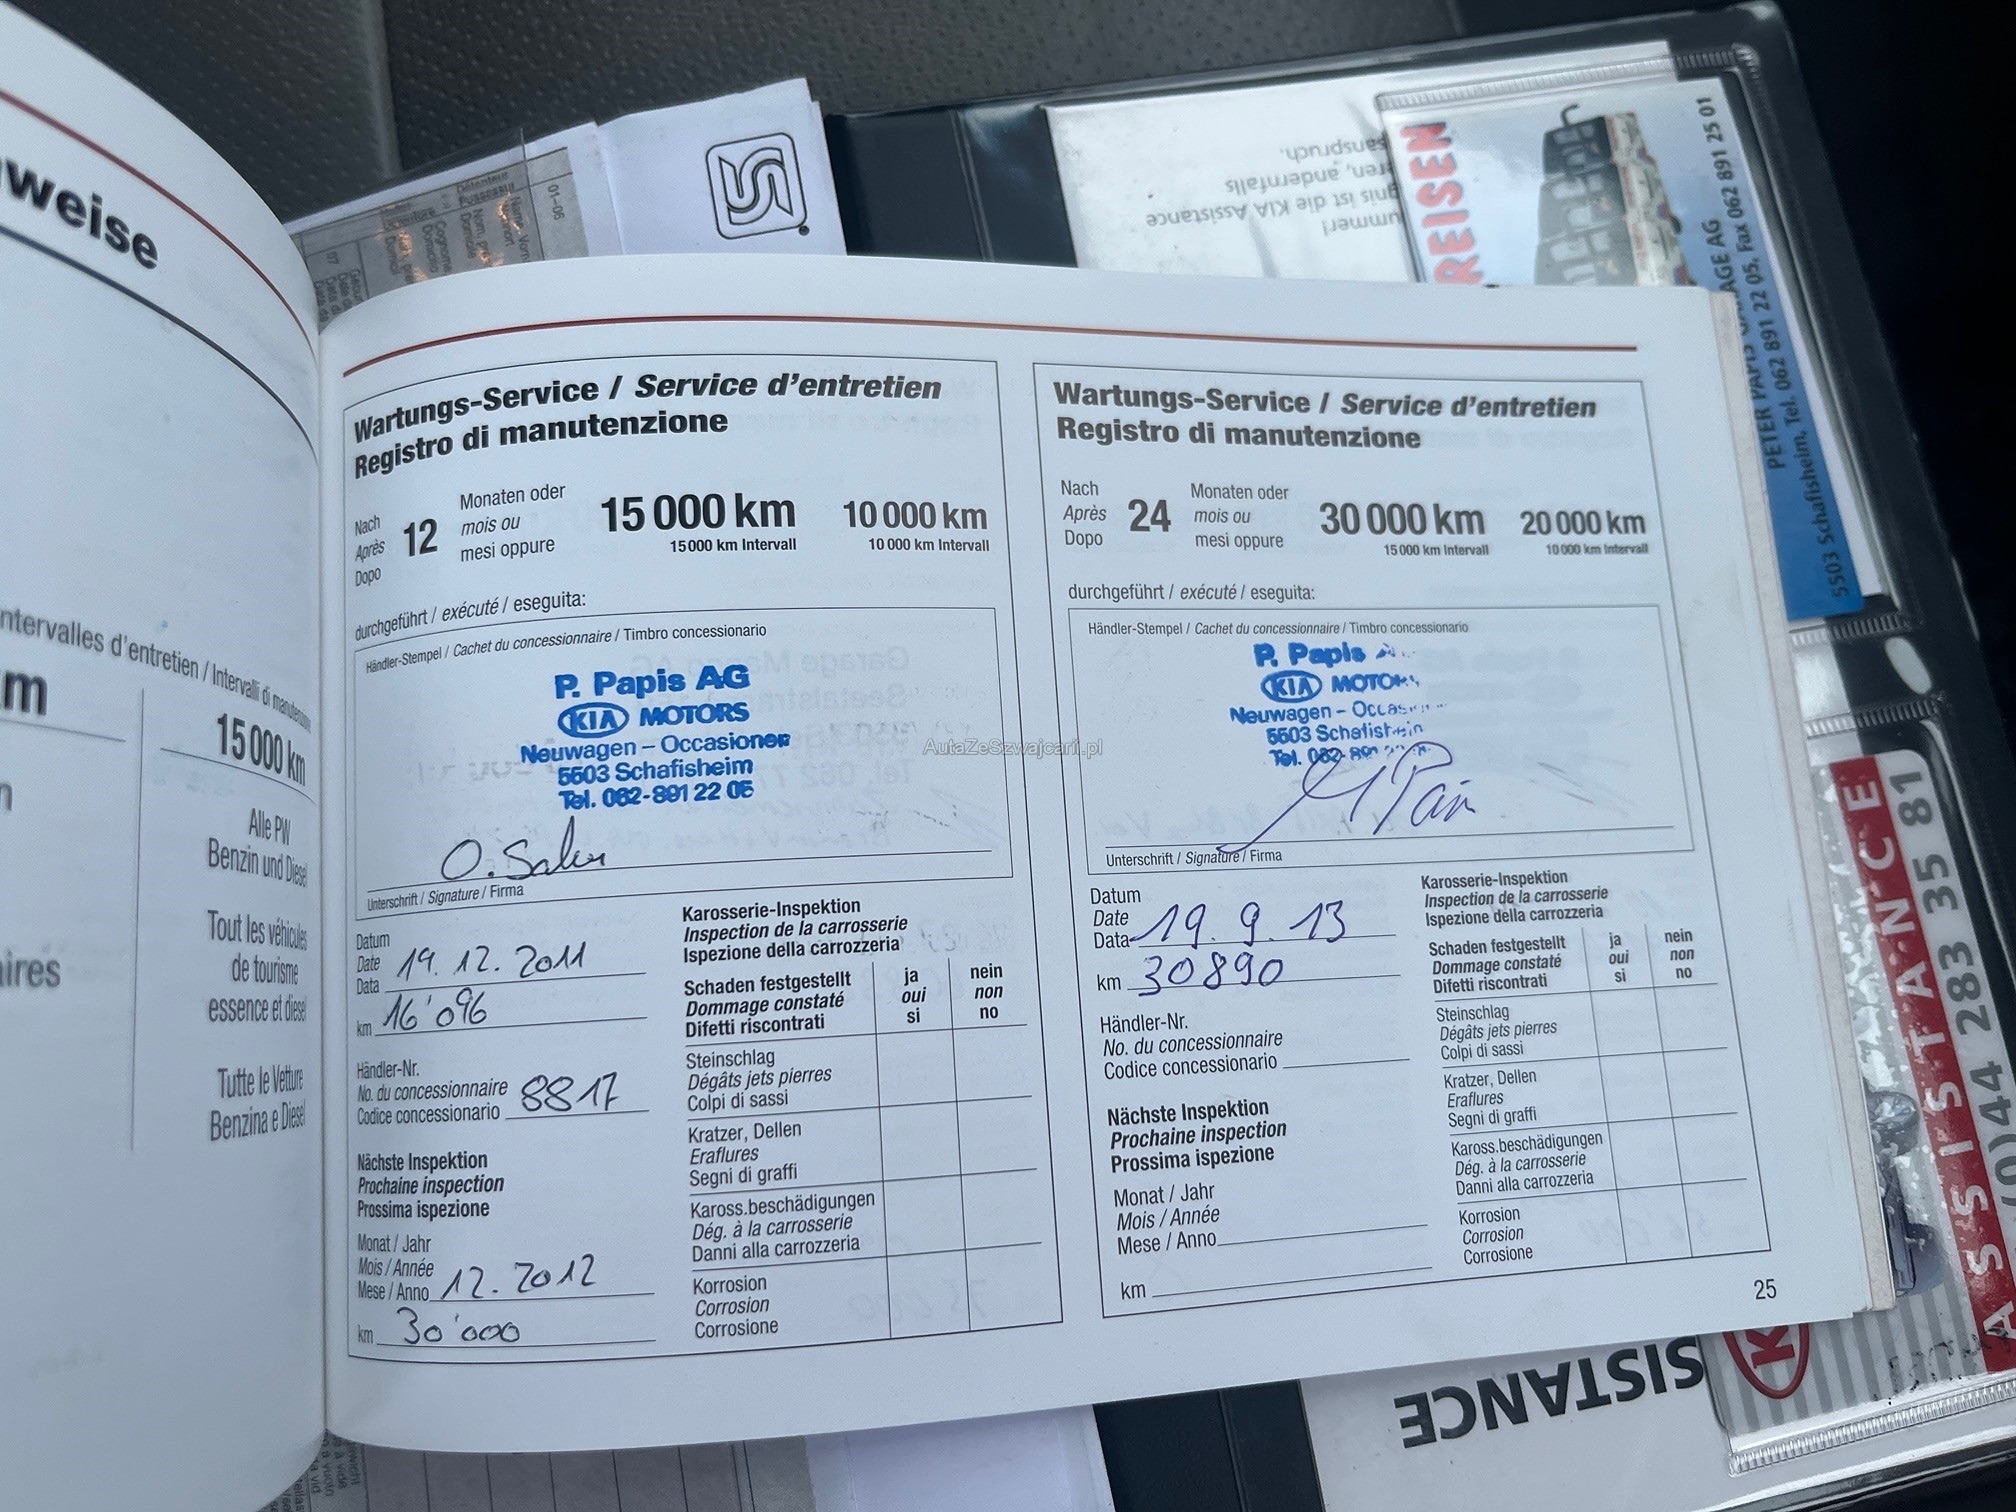 weise
Intervalles d'entretien / Intervalli di manutenzione
m
15 000 km
Alle PW
Benzin und Diesel
Tout les véhicules
de tourisme
essence et diesel
aires
Tutte le Vetture
Benzina e Diesel
01-06
Wartungs-Service / Service d'entretien
Registro di manutenzione
Nach
Après
Dopo
12
Monaten oder
mois ou
mesi oppure
15 000 km
15 000 km Intervall
10 000 km
10 000 km Intervall
durchgeführt / exécuté / eseguita:
Händler-Stempel / Cachet du concessionnaire / Timbro concessionario
P. Papis AG
KIA MOTORS
Neuwagen – Occasionen
5503 Schafisheim
Tel. 062-891 22 05
Unterschrift / Signature / Firma
Datum
Date
Data
19. 12. 2011
km 16'096
Händler-Nr.
No. du concessionnaire
Codice concessionario 8817
Nächste Inspektion
Prochaine inspection
Prossima ispezione
Monat / Jahr
Mois / Année
Mese / Anno 12. 2012
km 30'000
Karosserie-Inspektion
Inspection de la carrosserie
Ispezione della carrozzeria
Schaden festgestellt
Dommage constaté
Difetti riscontrati
ja
oui
si
nein
non
no
Steinschlag
Dégâts jets pierres
Colpi di sassi
Kratzer, Dellen
Eraflures
Segni di graffi
Kaross.beschädigungen
Dég. à la carrosserie
Danni alla carrozzeria
Korrosion
Corrosion
Corrosione
Wartungs-Service / Service d'entretien
Registro di manutenzione
Nach
Après
Dopo
24
Monaten oder
mois ou
mesi oppure
30 000 km
15 000 km Intervall
20 000 km
10 000 km Intervall
durchgeführt / exécuté / eseguita:
Händler-Stempel / Cachet du concessionnaire / Timbro concessionario
P. Papis
KIA MOTORS
Neuwagen – Occas
5503 Schafisheim
Tel. 062-891
Unterschrift / Signature / Firma
Datum
Date
Data 19. 9. 13
km 30890
Händler-Nr.
No. du concessionnaire
Codice concessionario
Nächste Inspektion
Prochaine inspection
Prossima ispezione
Monat / Jahr
Mois / Année
Mese / Anno
km
Karosserie-Inspektion
Inspection de la carrosserie
Ispezione della carrozzeria
Schaden festgestellt
Dommage constaté
Difetti riscontrati
ja
oui
si
nein
non
no
Steinschlag
Dégâts jets pierres
Colpi di sassi
Kratzer, Dellen
Eraflures
Segni di graffi
Kaross.beschädigungen
Dég. à la carrosserie
Danni alla carrozzeria
Korrosion
Corrosion
Corrosione
25
AutaZeSzwajcarii.pl
ummer!
gnis ist die KIA Assistance
eren, andernfalls
anspruch.
REISEN
PETER PAPIS GARAGE AG
5503 Schafisheim, Tel. 062 891 22 05, Fax 062 891 25 01
ASSISTANCE
(0)44 283 35 81
SISTANCE